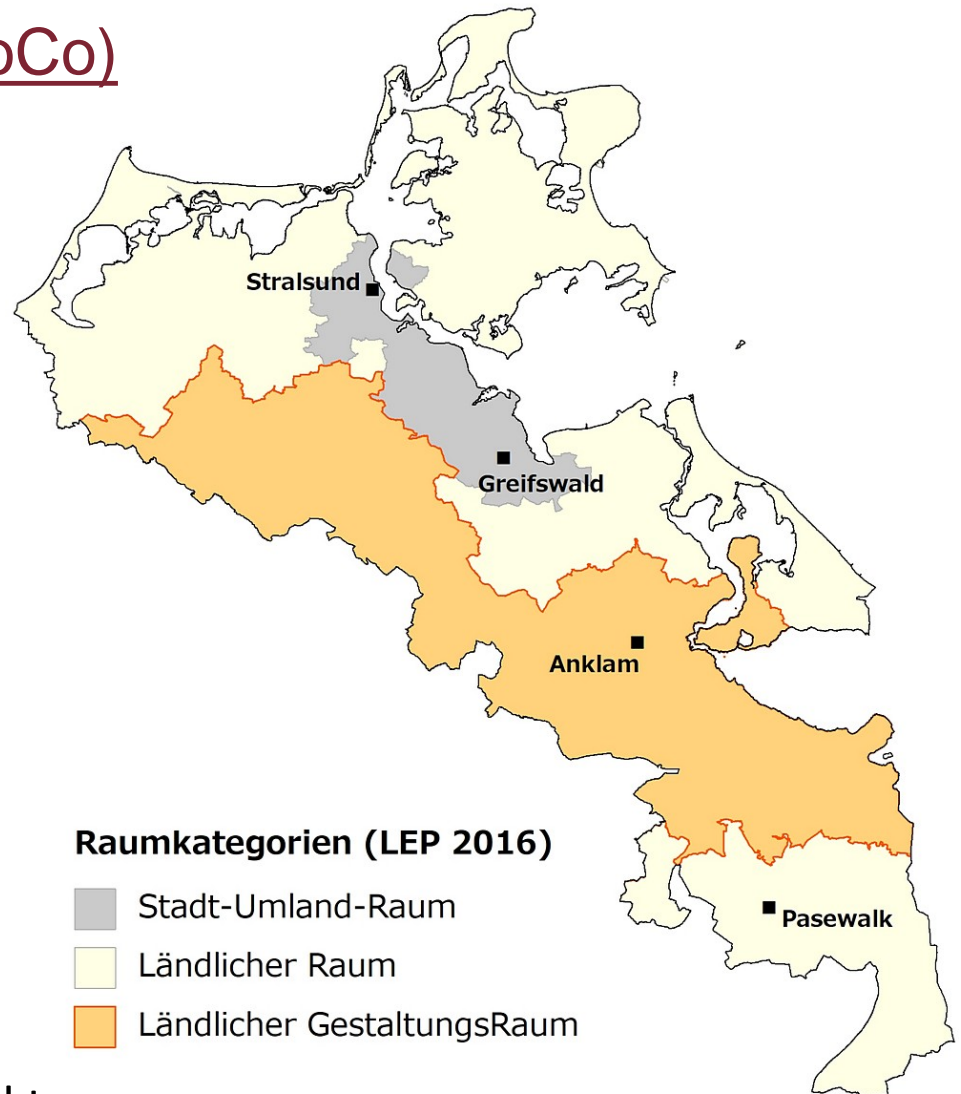 oCo)
Stralsund
Greifswald
Anklam
Raumkategorien (LEP 2016)
Stadt-Umland-Raum
Pasewalk
Ländlicher Raum
Ländlicher GestaltungsRaum